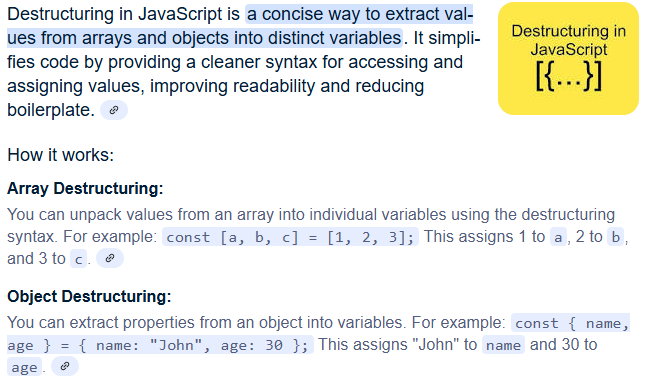 Destructuring in JavaScript is a concise way to extract val-
ues from arrays and objects into distinct variables. It simpli-
fies code by providing a cleaner syntax for accessing and
assigning values, improving readability and reducing
boilerplate.
Destructuring in
JavaScript
[{...}]
How it works:
Array Destructuring:
You can unpack values from an array into individual variables using the destructuring
syntax. For example: const [a, b, c] = [1, 2, 3]; This assigns 1 to a, 2 to b,
and 3 to c.
Object Destructuring:
You can extract properties from an object into variables. For example: const { name,
age } = { name: "John", age: 30 }; This assigns "John" to name and 30 to
age.